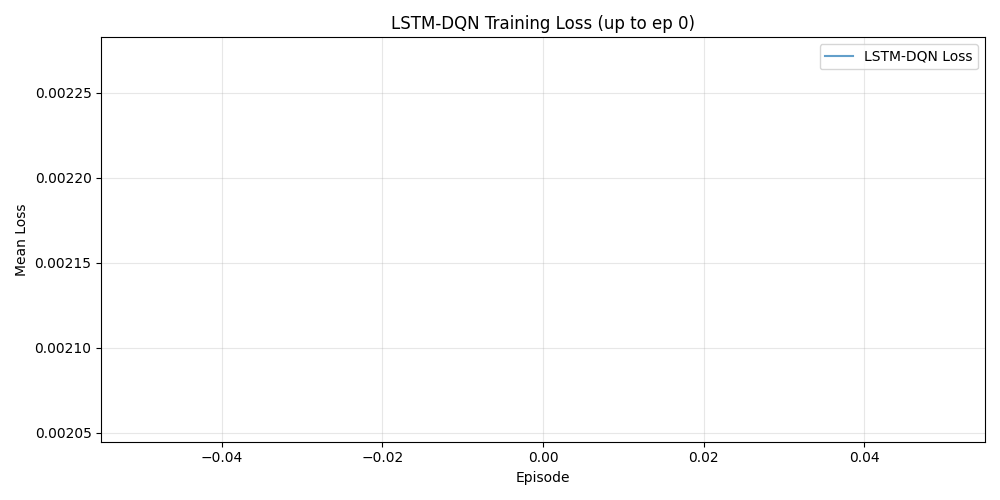 LSTM-DQN Training Loss (up to ep 0)
LSTM-DQN Loss
0.00225
0.00220
0.00215
0.00210
0.00205
Mean Loss
−0.04
−0.02
0.00
0.02
0.04
Episode